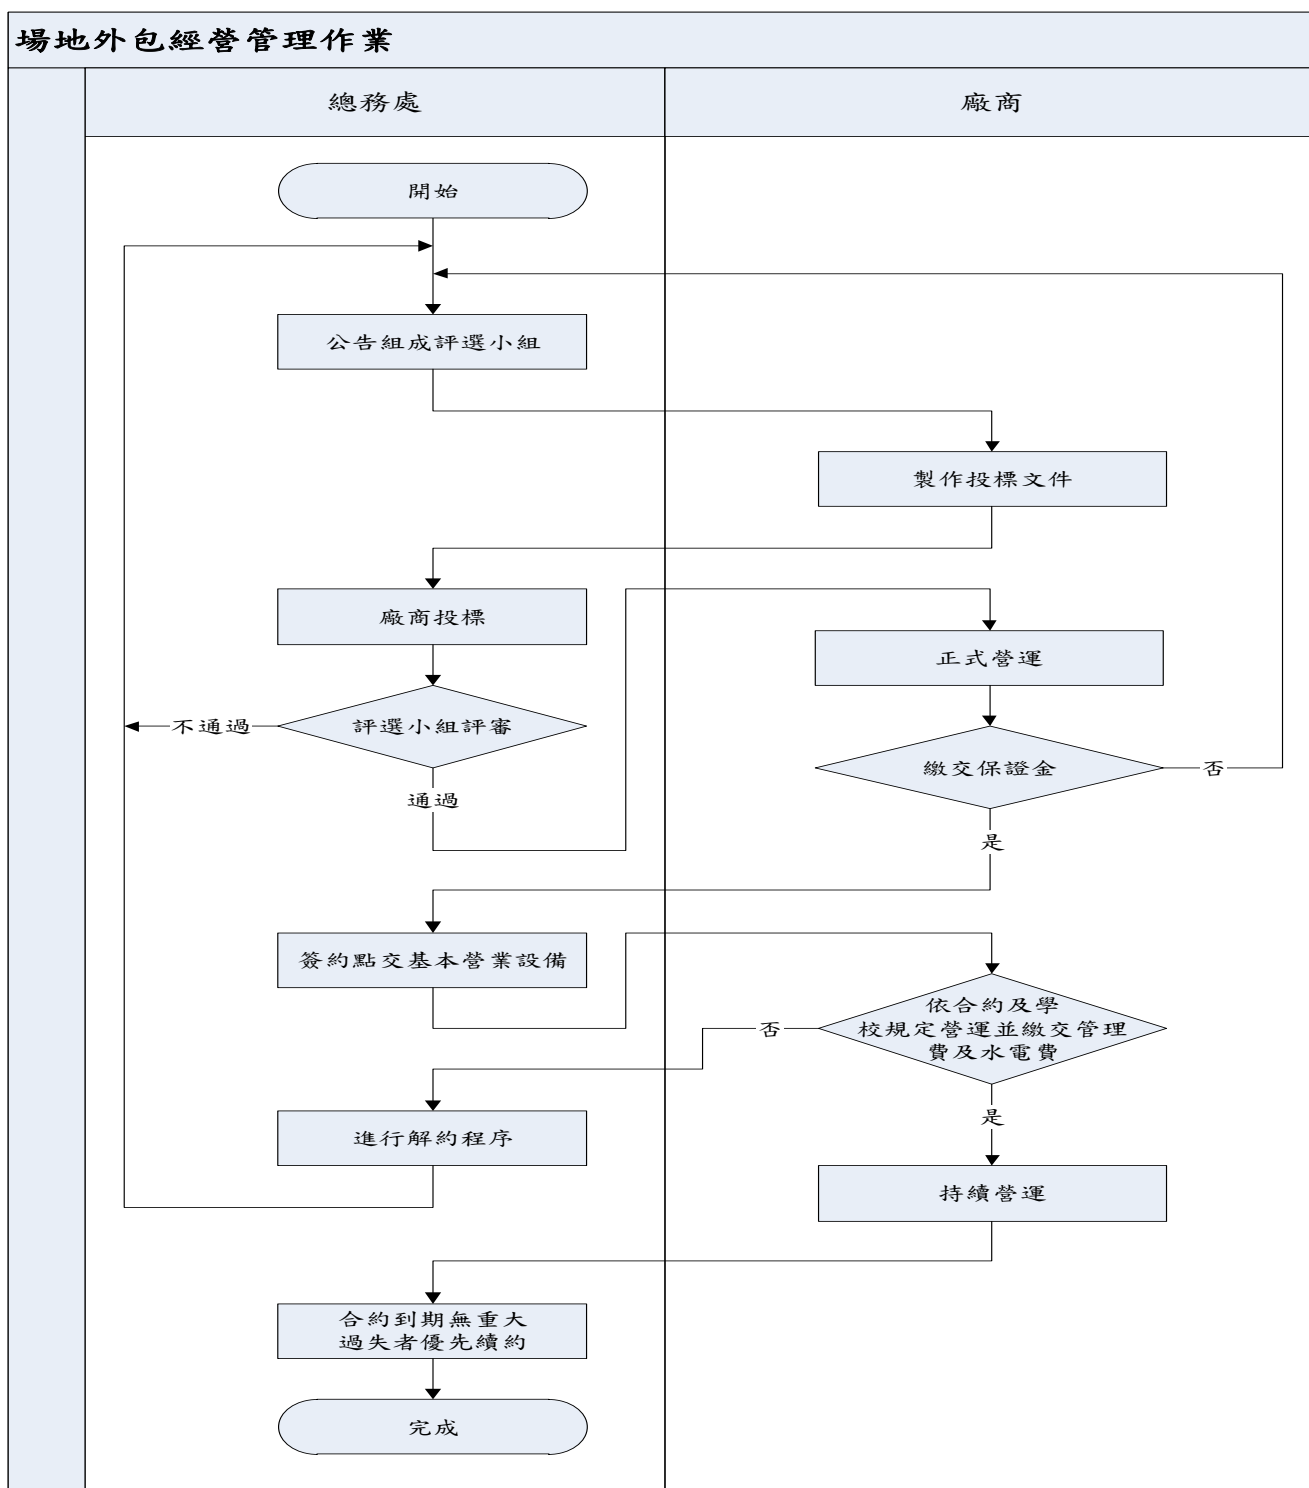 場地外包經營管理作業
總務處
廠商
開始
公告組成評選小組
製作投標文件
廠商投標
正式營運
不通過
評選小組評審
繳交保證金
否
通過
是
簽約點交基本營業設備
依合約及學
校規定營運並繳交管理
費及水電費
否
是
進行解約程序
持續營運
合約到期無重大
過失者優先續約
完成